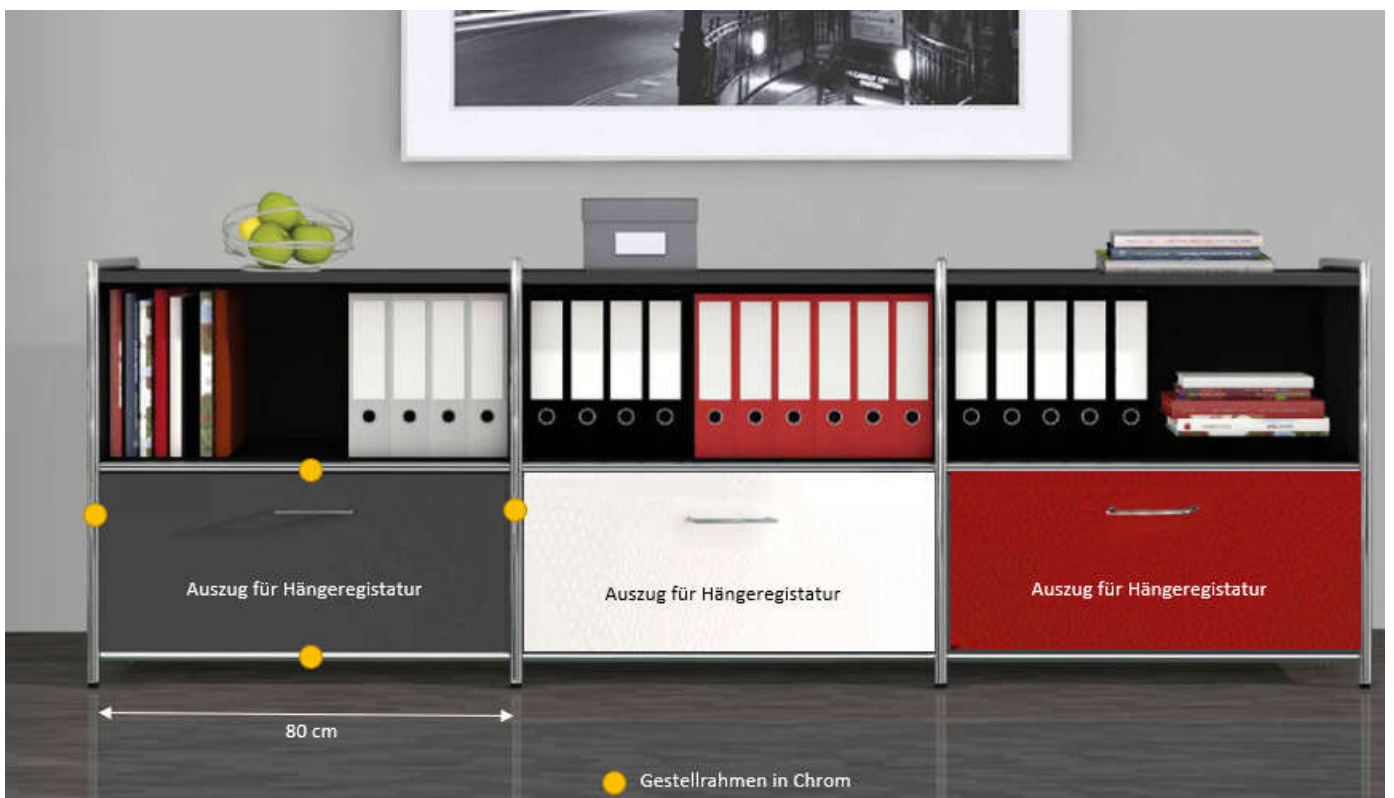 Auszug für Hängeregistatur
Auszug für Hängeregistatur
Auszug für Hängeregistatur
80 cm
Gestellrahmen in Chrom